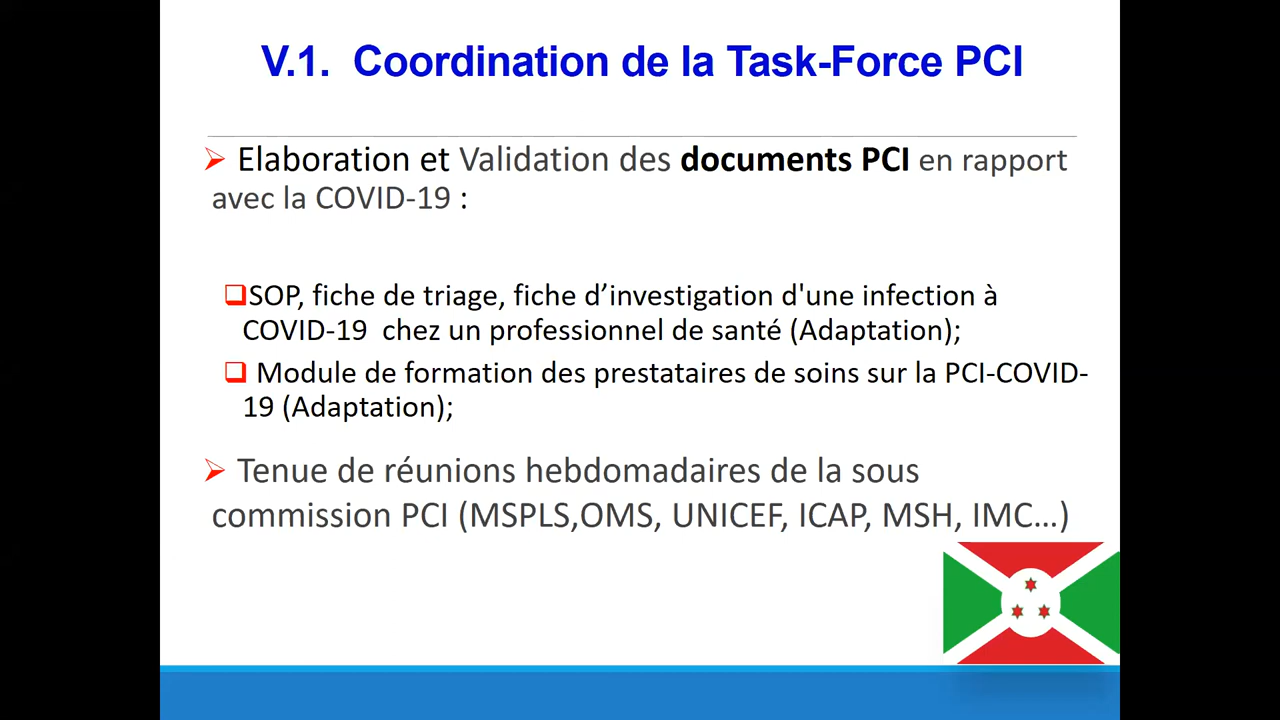 V.1. Coordination de la Task-Force PCI
Elaboration et Validation des documents PCI en rapport
avec la COVID-19 :
SOP, fiche de triage, fiche d’investigation d'une infection à
COVID-19 chez un professionnel de santé (Adaptation);
Module de formation des prestataires de soins sur la PCI-COVID-
19 (Adaptation);
Tenue de réunions hebdomadaires de la sous
commission PCI (MSPLS,OMS, UNICEF, ICAP, MSH, IMC…)